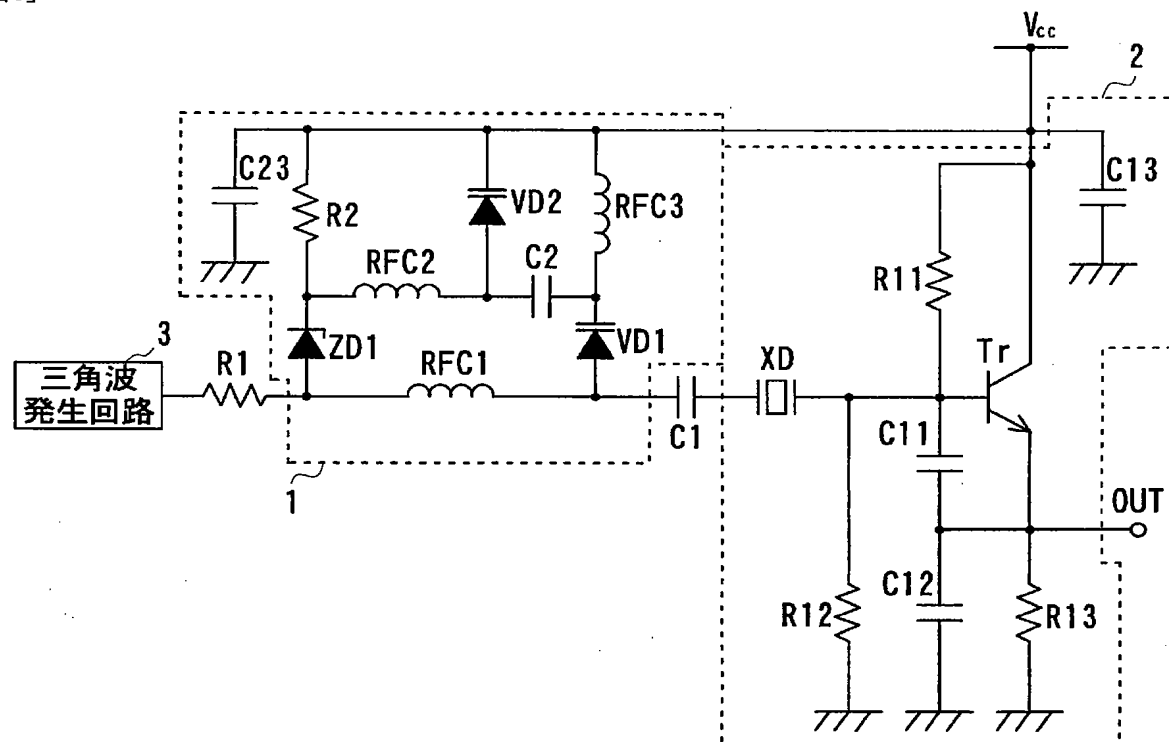 Vcc
2
C23
R2
VD2
RFC3
C13
RFC2
C2
R11
3
三角波
発生回路
R1
ZD1
RFC1
VD1
C1
XD
Tr
C11
1
OUT
R12
C12
R13